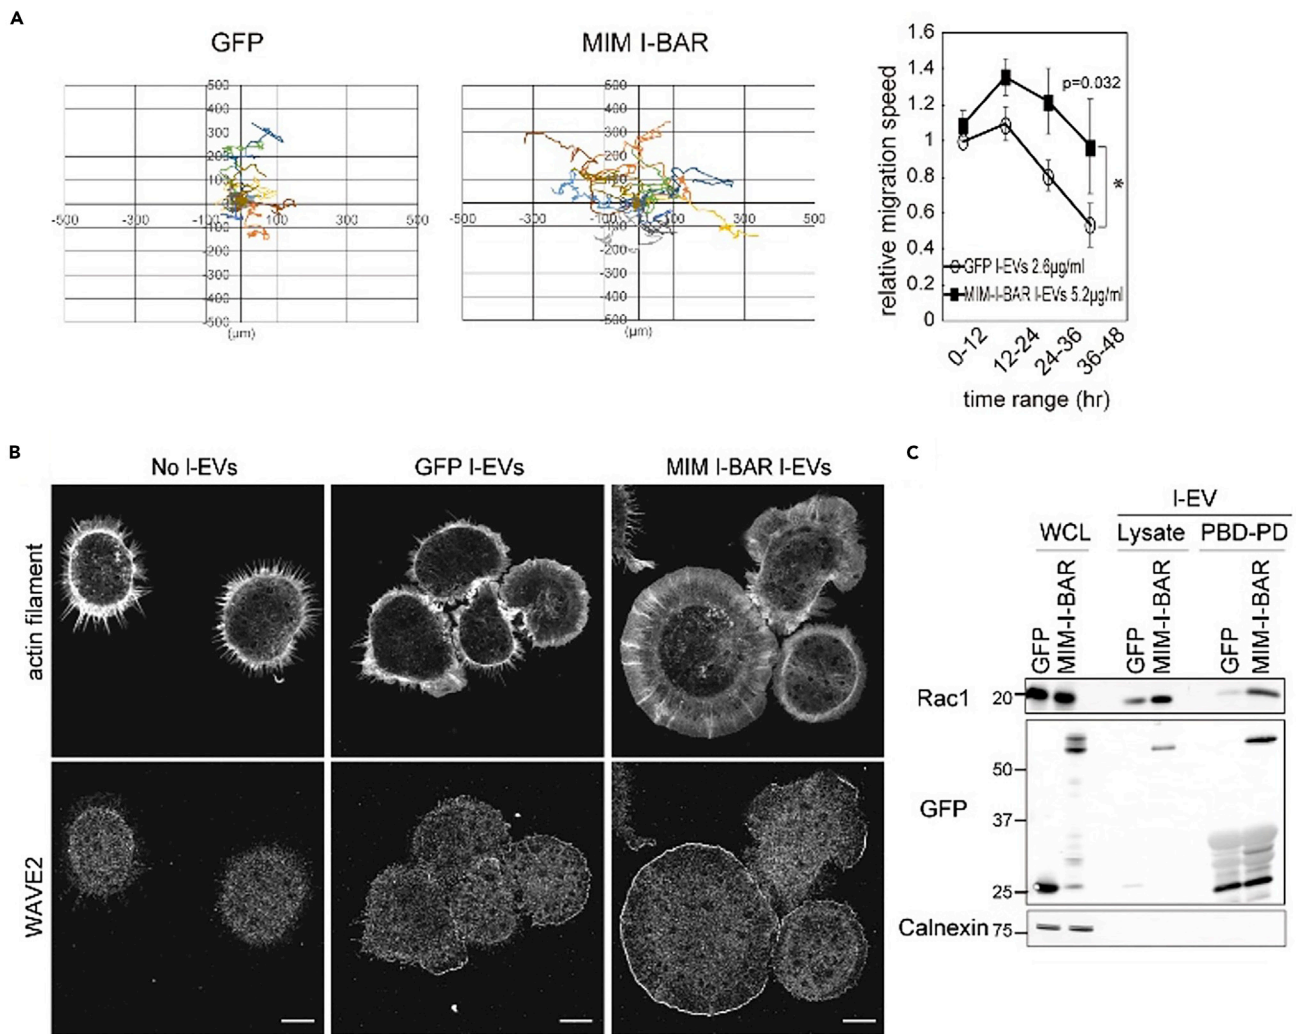 A
GFP
MIM I-BAR
500
400
300
200
100
0
-500
-300
-100
100
300
500
-100
-200
-300
-400
-500
(μm)
500
400
300
200
100
0
-500
-300
-100
100
300
500
-100
-200
-300
-400
-500
(μm)
relative migration speed
1.6
1.4
1.2
1
0.8
0.6
0.4
0.2
0
p=0.032
*
GFP I-EVs 2.6μg/ml
MIM-I-BAR I-EVs 5.2μg/ml
0-12
12-24
24-36
36-48
time range (hr)
B
No I-EVs
GFP I-EVs
MIM I-BAR I-EVs
actin filament
WAVE2
C
I-EV
WCL
Lysate
PBD-PD
GFP
MIM-I-BAR
GFP
MIM-I-BAR
GFP
MIM-I-BAR
Rac1
20
GFP
50
37
25
Calnexin
75